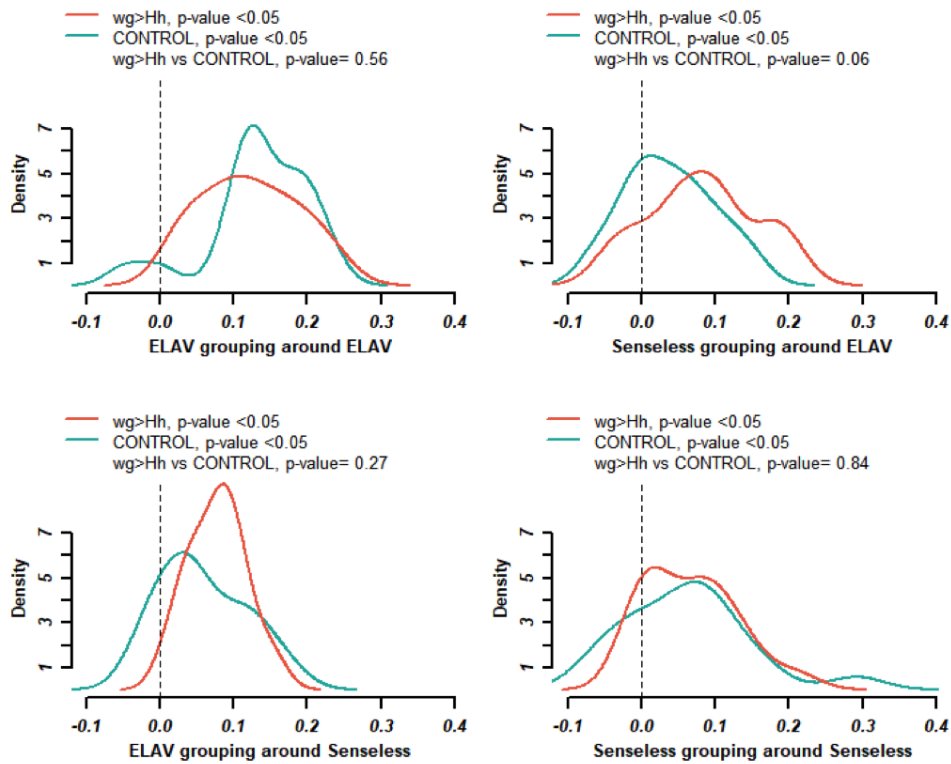 wg>Hh, p-value <0.05
CONTROL, p-value <0.05
wg>Hh vs CONTROL, p-value= 0.56
Density
7
5
3
1
-0.1 0.0 0.1 0.2 0.3 0.4
ELAV grouping around ELAV
wg>Hh, p-value <0.05
CONTROL, p-value <0.05
wg>Hh vs CONTROL, p-value= 0.06
Density
7
5
3
1
-0.1 0.0 0.1 0.2 0.3 0.4
Senseless grouping around ELAV
wg>Hh, p-value <0.05
CONTROL, p-value <0.05
wg>Hh vs CONTROL, p-value= 0.27
Density
7
5
3
1
-0.1 0.0 0.1 0.2 0.3 0.4
ELAV grouping around Senseless
wg>Hh, p-value <0.05
CONTROL, p-value <0.05
wg>Hh vs CONTROL, p-value= 0.84
Density
7
5
3
1
-0.1 0.0 0.1 0.2 0.3 0.4
Senseless grouping around Senseless